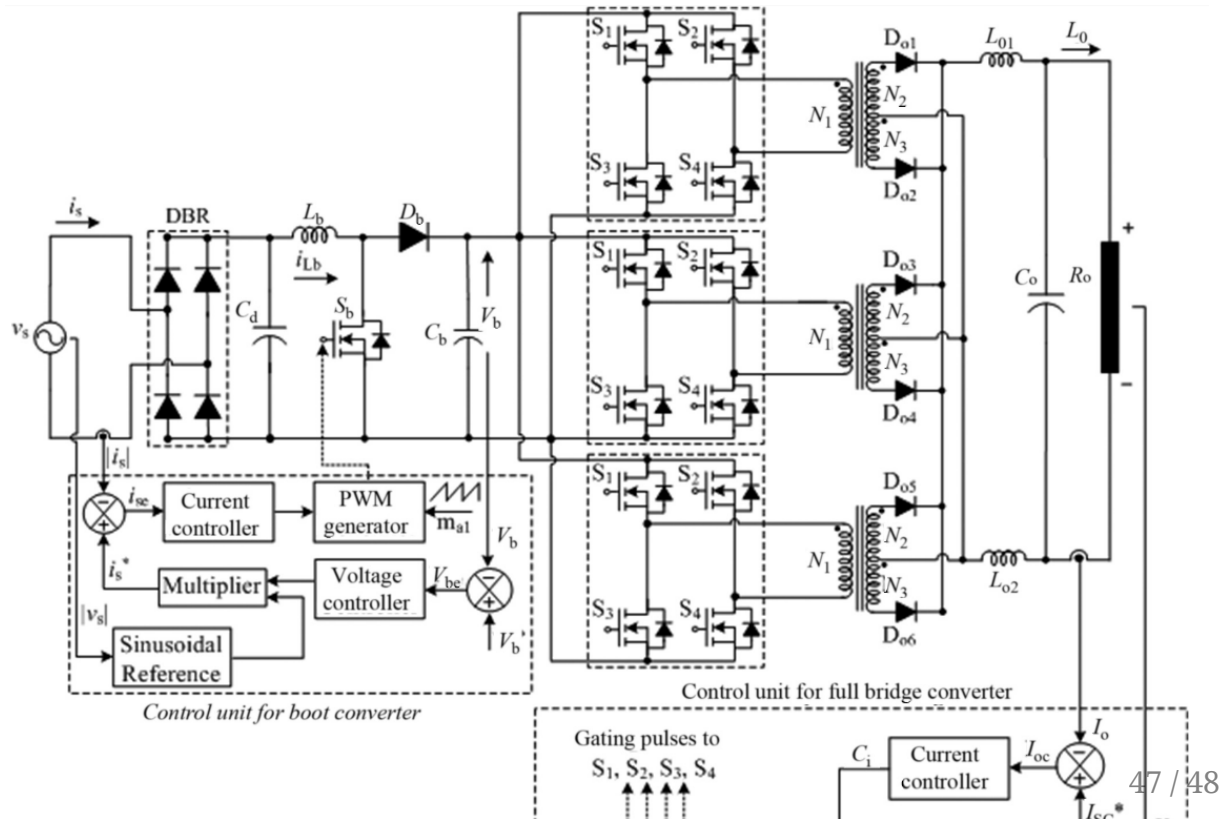 S1
S2
Do1
L01
L0
N2
N1
N3
S3
S4
Do2
is
DBR
Lb
Db
iLb
S1
S2
Do3
+
Cd
Sb
Vb
N2
Co
Ro
vs
Cb
N1
N3
S3
S4
Do4
−
|is|
S1
S2
Do5
ise
Current
controller
PWM
generator
ma1
N2
− +
Vb
N1
is*
Multiplier
Voltage
controller
Vbe
− +
N3
Lo2
|vs|
S3
S4
Do6
Sinusoidal
Reference
Vb*
Control unit for boot converter
Control unit for full bridge converter
Gating pulses to
S1, S2, S3, S4
Ci
Current
controller
Ioc
Io
− +
47 / 48
ISC*